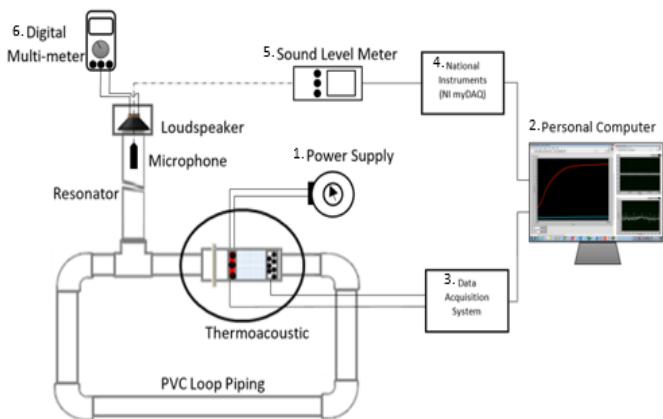 6. Digital
Multi-meter
5. Sound Level Meter
4. National
Instruments
(NI myDAQ)
2. Personal Computer
Loudspeaker
Microphone
1. Power Supply
Resonator
3. Data
Acquisition
System
Thermoacoustic
PVC Loop Piping